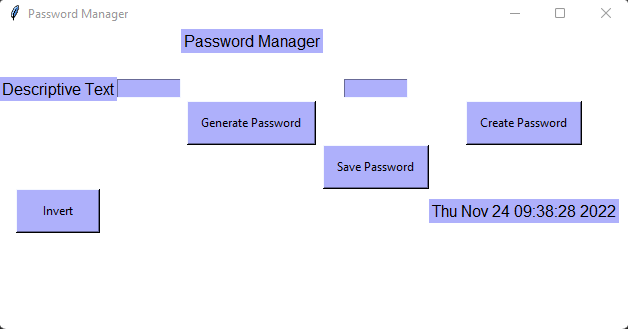 Password Manager
Password Manager
Descriptive Text
Generate Password
Create Password
Save Password
Invert
Thu Nov 24 09:38:28 2022